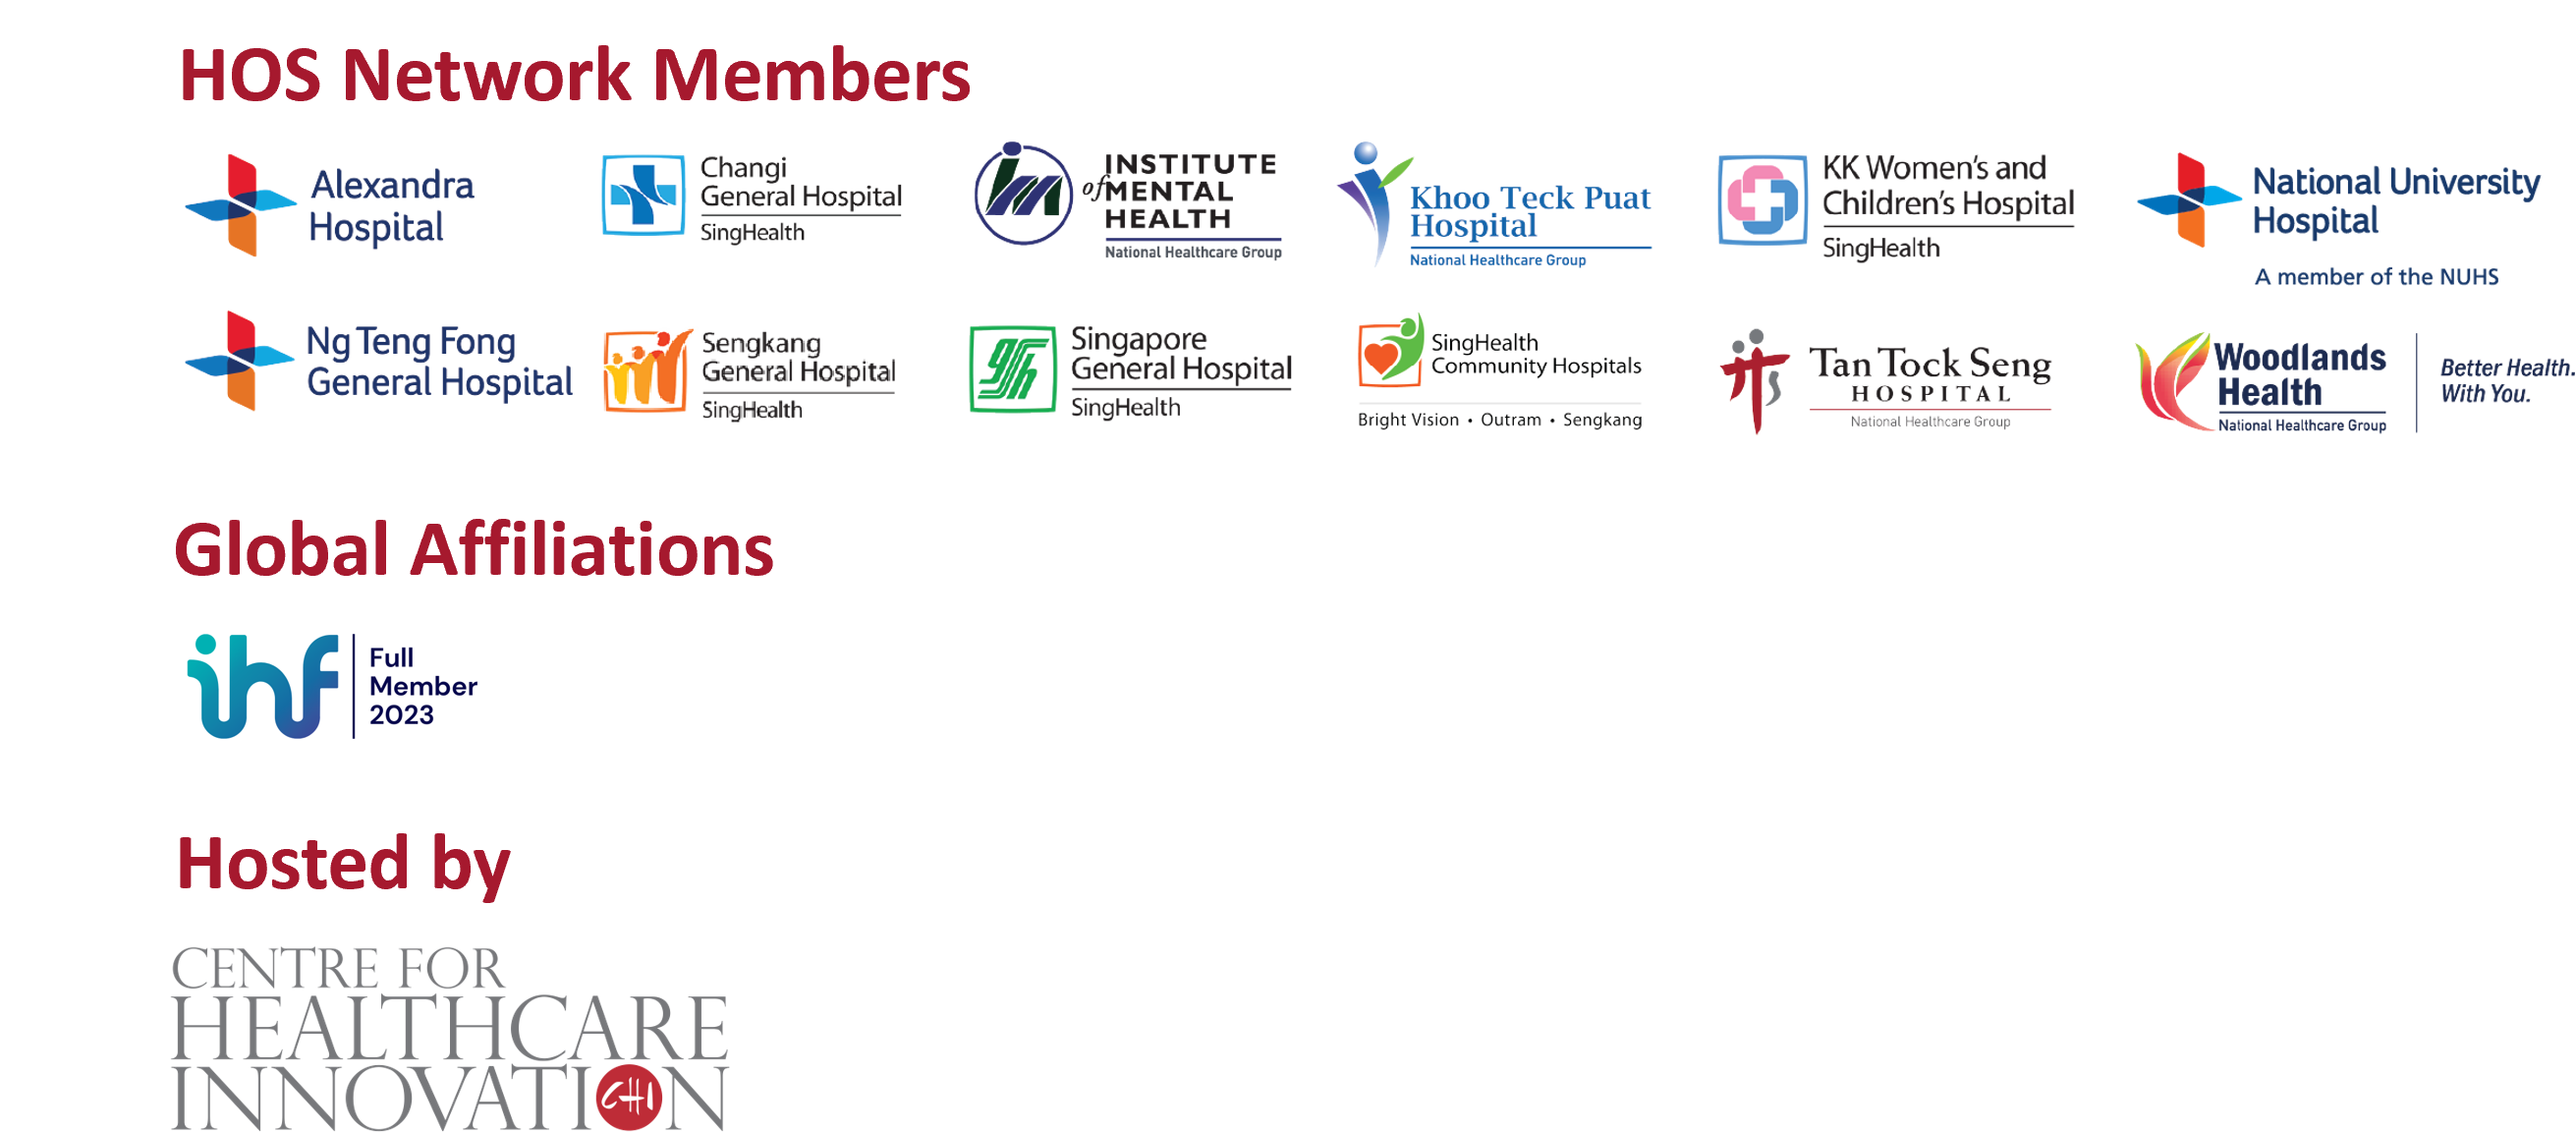 HOS Network Members
Alexandra
Hospital
Changi
General Hospital
SingHealth
INSTITUTE
of MENTAL
HEALTH
National Healthcare Group
Khoo Teck Puat
Hospital
National Healthcare Group
KK Women's and
Children's Hospital
SingHealth
National University
Hospital
A member of the NUHS
Ng Teng Fong
General Hospital
Sengkang
General Hospital
SingHealth
Singapore
General Hospital
SingHealth
SingHealth
Community Hospitals
Bright Vision • Outram • Sengkang
Tan Tock Seng
HOSPITAL
National Healthcare Group
Woodlands
Health
National Healthcare Group
Better Health.
With You.
Global Affiliations
ihf
Full
Member
2023
Hosted by
CENTRE FOR
HEALTHCARE
INNOVATION
CHI